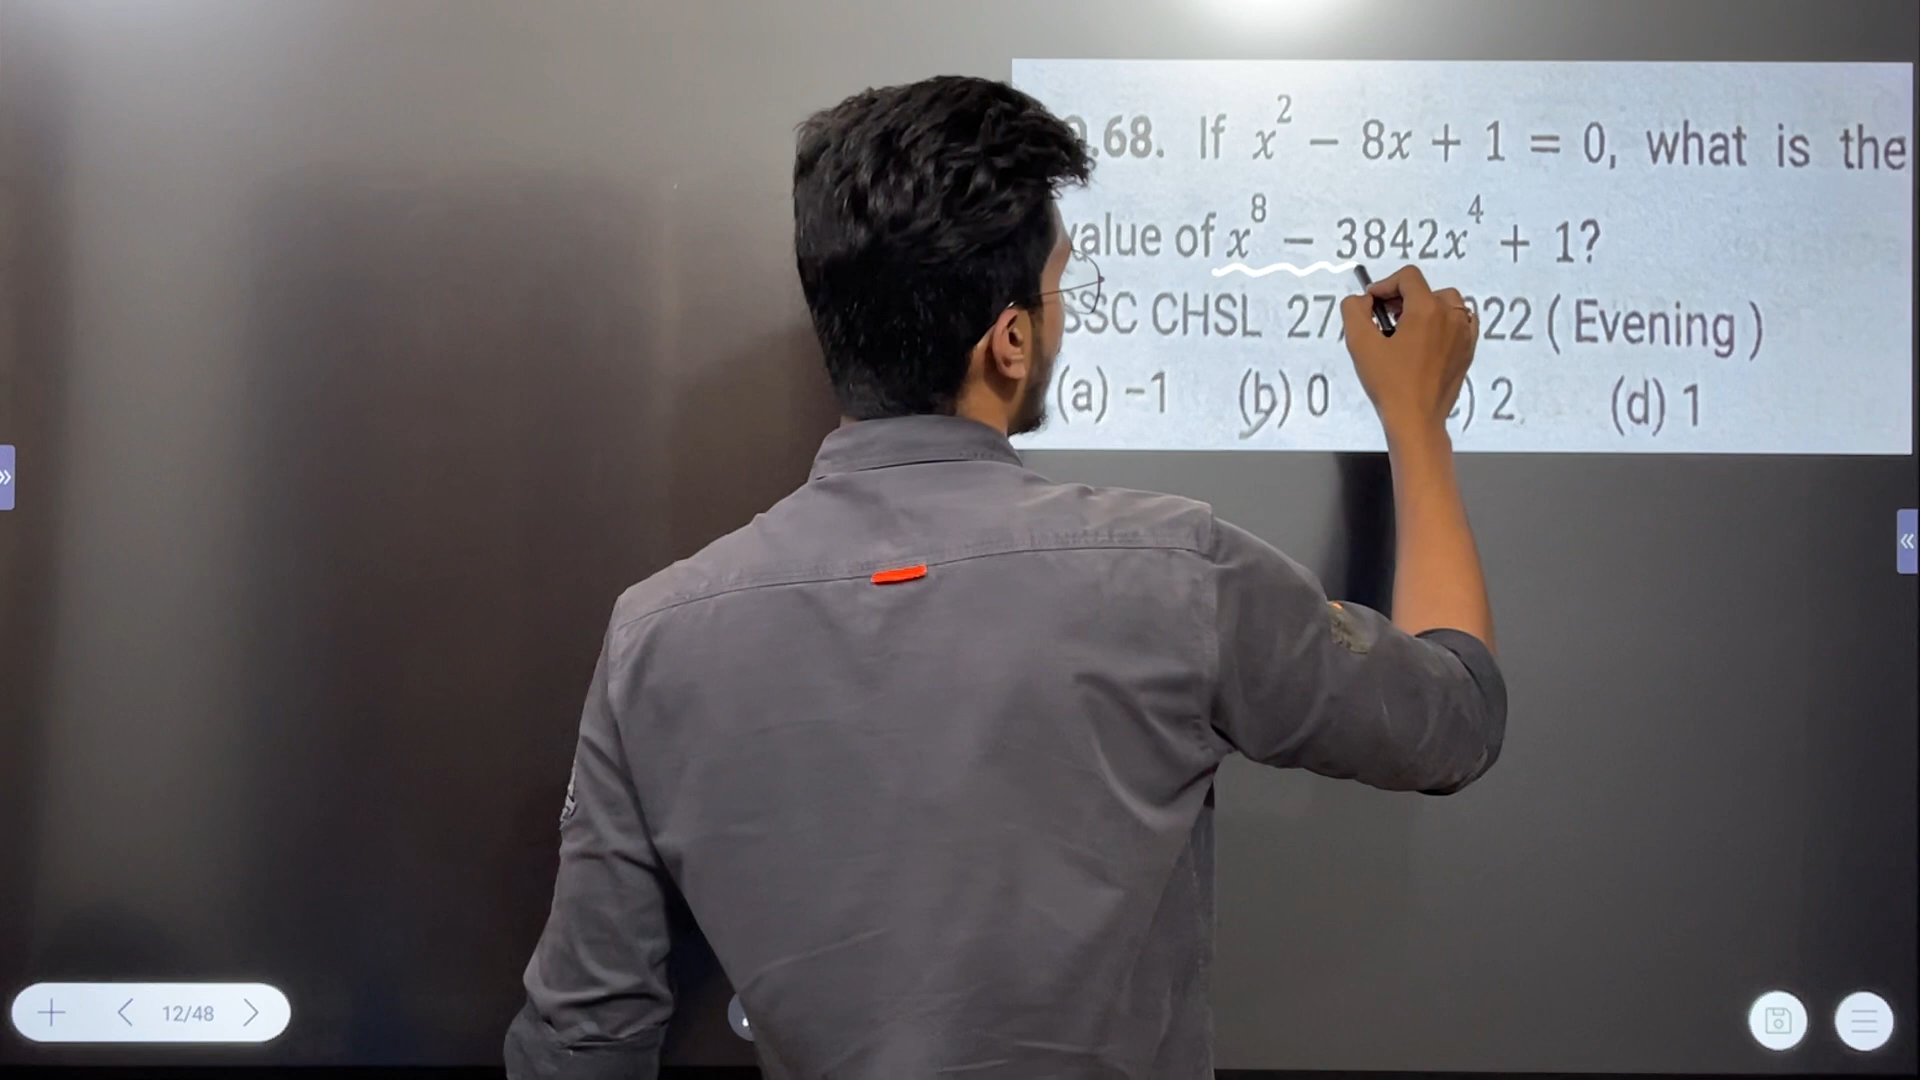 .68. If x² − 8x + 1 = 0, what is the
value of x⁸ − 3842x⁴ + 1?
SSC CHSL 27 022 ( Evening )
(a) −1 (b) 0 ) 2 (d) 1
12/48